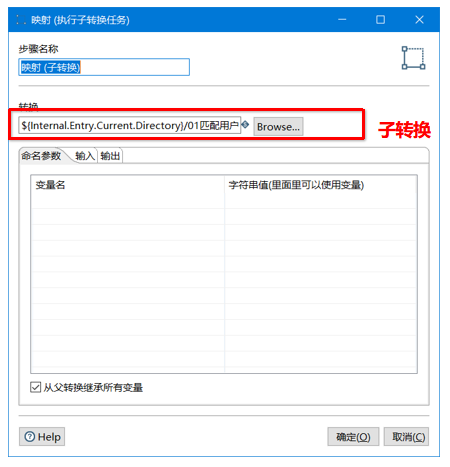 映射 (执行子转换任务)
步骤名称
映射 (子转换)
转换
${Internal.Entry.Current.Directory}/01匹配用户
Browse...
子转换
命名参数 输入 输出
变量名 字符串值(里面里可以使用变量)
从父转换继承所有变量
Help 确定(O) 取消(C)